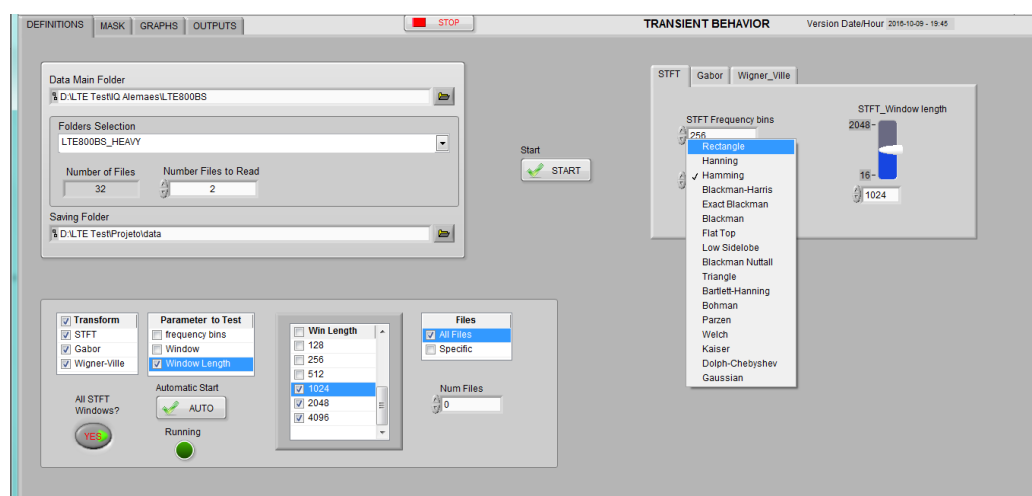 DEFINITIONS MASK GRAPHS OUTPUTS STOP TRANSIENT BEHAVIOR Version Date/Hour 2016-10-09 - 19:45
Data Main Folder
D:\LTE Test\IQ Alemaes\LTE800BS
Folders Selection
LTE800BS_HEAVY
Number of Files Number Files to Read
32 2
Saving Folder
D:\LTE Test\Projeto\data
Start
START
STFT Gabor Wigner_Ville
STFT Frequency bins
256
Rectangle
Hanning
✓ Hamming
Blackman-Harris
Exact Blackman
Blackman
Flat Top
Low Sidelobe
Blackman Nuttall
Triangle
Bartlett-Hanning
Bohman
Parzen
Welch
Kaiser
Dolph-Chebyshev
Gaussian
STFT_Window length
2048
16
1024
Transform
STFT
Gabor
Wigner-Ville
Parameter to Test
frequency bins
Window
Window Length
Win Length
128
256
512
1024
2048
4096
Files
All Files
Specific
All STFT
Windows?
YES
Automatic Start
AUTO
Running
Num Files
0